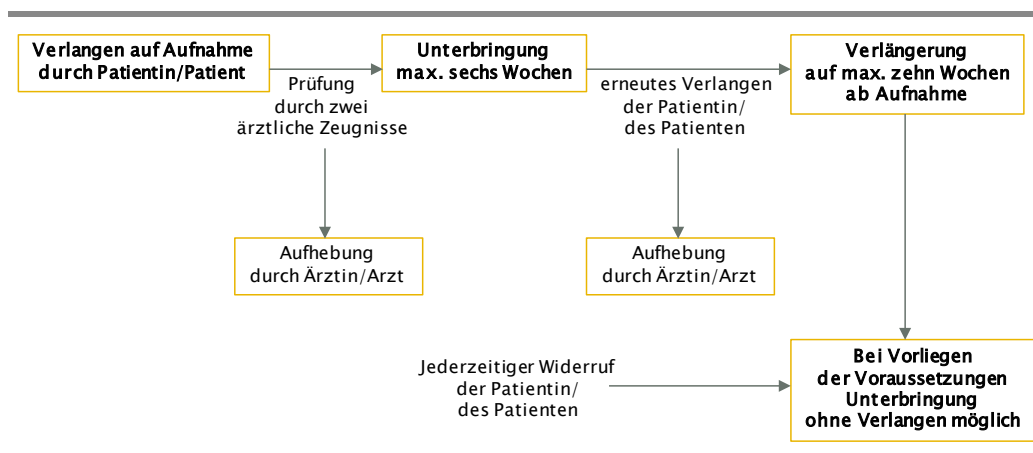 Verlangen auf Aufnahme
durch Patientin/Patient
Prüfung
durch zwei
ärztliche Zeugnisse
Unterbringung
max. sechs Wochen
erneutes Verlangen
der Patientin/
des Patienten
Verlängerung
auf max. zehn Wochen
ab Aufnahme
Aufhebung
durch Ärztin/Arzt
Aufhebung
durch Ärztin/Arzt
Jederzeitiger Widerruf
der Patientin/
des Patienten
Bei Vorliegen
der Voraussetzungen
Unterbringung
ohne Verlangen möglich